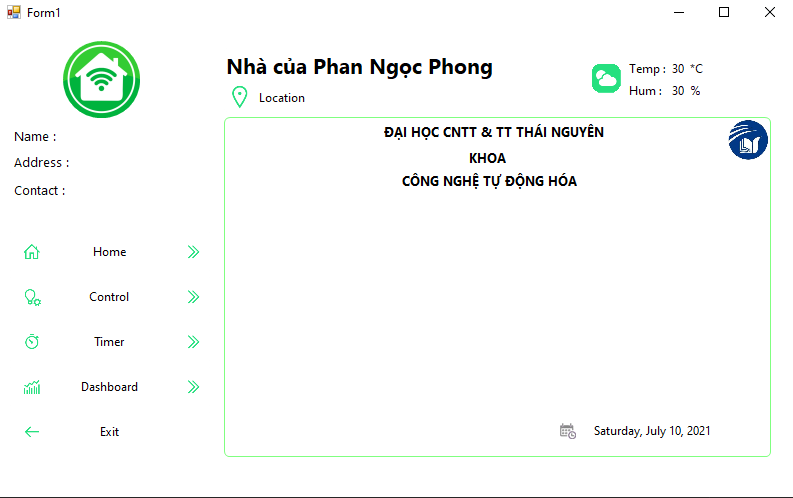 Form1
Nhà của Phan Ngọc Phong
Location
Temp : 30 °C
Hum : 30 %
Name :
Address :
Contact :
Home
Control
Timer
Dashboard
Exit
ĐẠI HỌC CNTT & TT THÁI NGUYÊN
KHOA
CÔNG NGHỆ TỰ ĐỘNG HÓA
Saturday, July 10, 2021